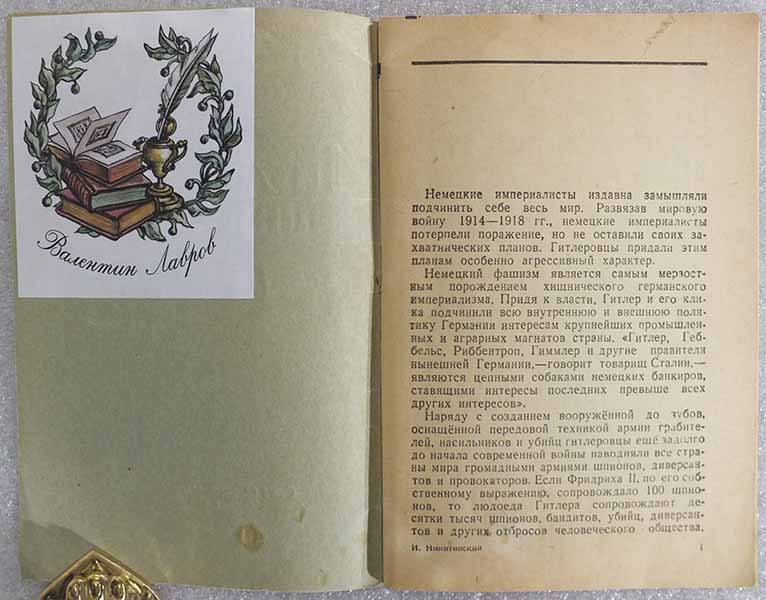 Валентин Лавров
Немецкие империалисты издавна замышляли
подчинить себе весь мир. Развязав мировую
войну 1914—1918 гг., немецкие империалисты
потерпели поражение, но не оставили своих за-
хватнических планов. Гитлеровцы придали этим
планам особенно агрессивный характер.
Немецкий фашизм является самым мерзост-
ным порождением хищнического германского
империализма. Придя к власти, Гитлер и его кли-
ка подчинили всю внутреннюю и внешнюю поли-
тику Германии интересам крупнейших промышлен-
ных и аграрных магнатов страны. «Гитлер, Геб-
бельс, Риббентроп, Гиммлер и другие правители
нынешней Германии,—говорит товарищ Сталин,—
являются цепными собаками немецких банкиров,
ставящими интересы последних превыше всех
других интересов».
Наряду с созданием вооружённой до зубов,
оснащённой передовой техникой армии грабите-
лей, насильников и убийц гитлеровцы ещё задолго
до начала современной войны наводняли все стра-
ны мира громадными армиями шпионов, диверсан-
тов и провокаторов. Если Фридриха II, по его соб-
ственному выражению, сопровождало 100 шпио-
нов, то людоеда Гитлера сопровождают де-
сятки тысяч шпионов, бандитов, убийц, диверсан-
тов и других отбросов человеческого общества.
И. Никитинский
1